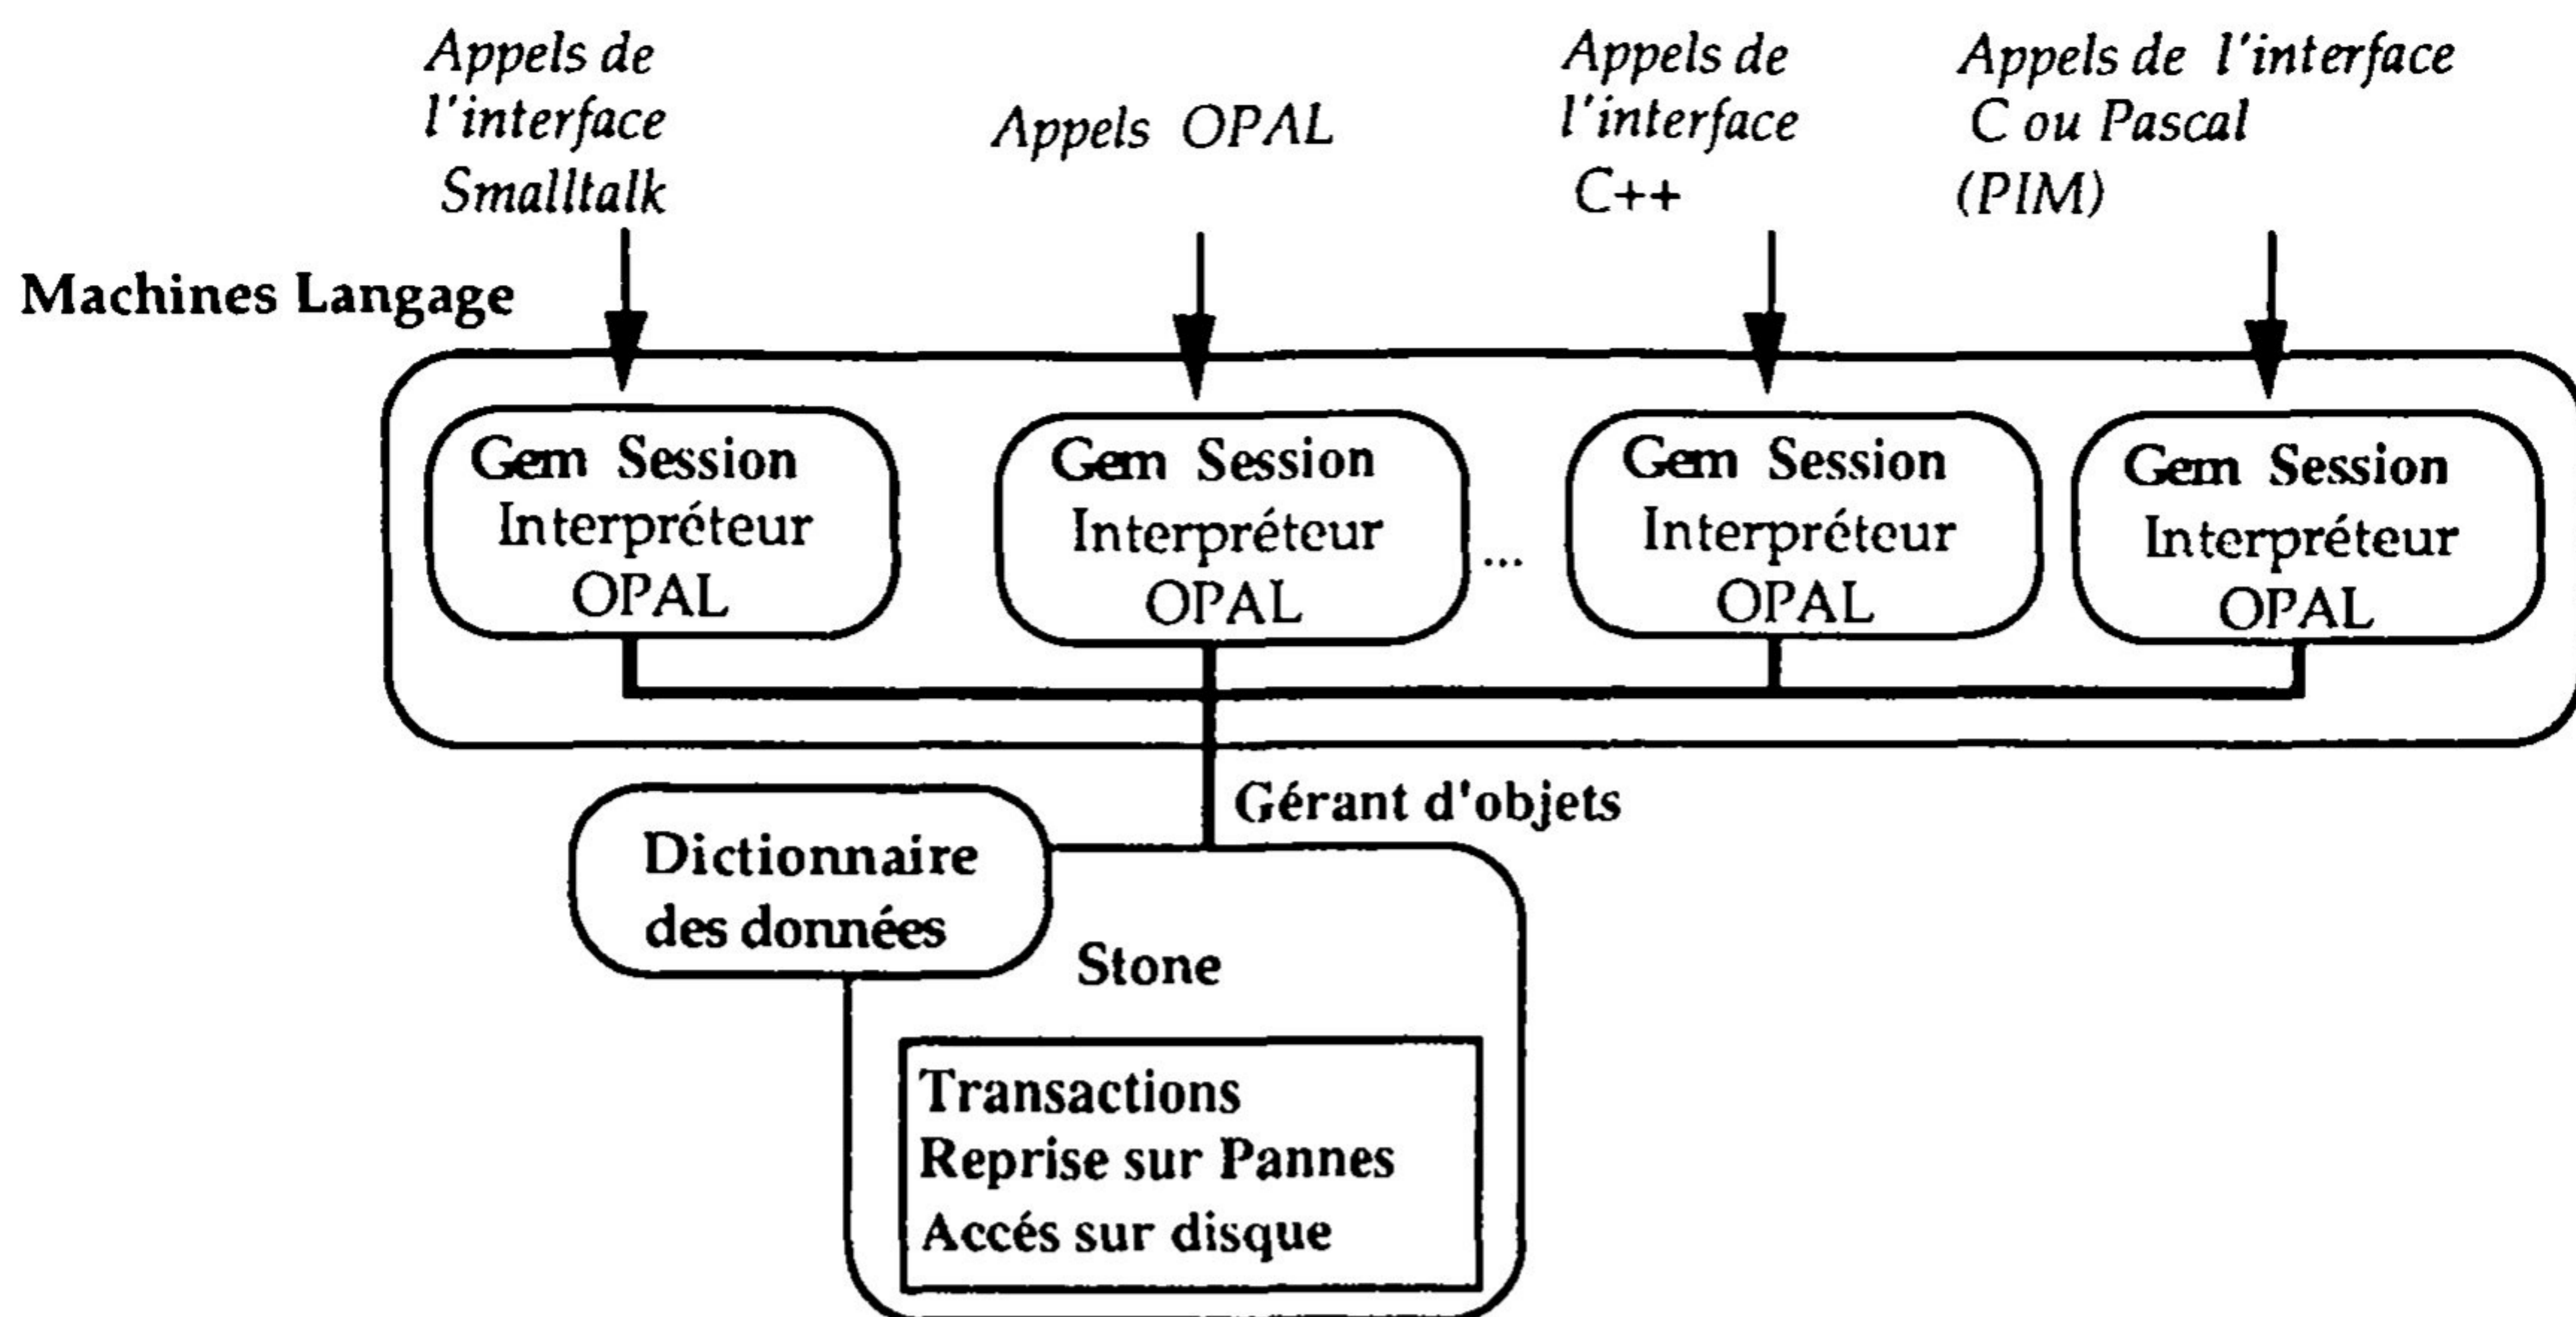 Appels de
l'interface
Smalltalk
Appels OPAL
Appels de
l'interface
C++
Appels de l'interface
C ou Pascal
(PIM)
Machines Langage
Gem Session
Interpréteur
OPAL
Gem Session
Interpréteur
OPAL
...
Gem Session
Interpréteur
OPAL
Gem Session
Interpréteur
OPAL
Gérant d'objets
Dictionnaire
des données
Stone
Transactions
Reprise sur Pannes
Accés sur disque